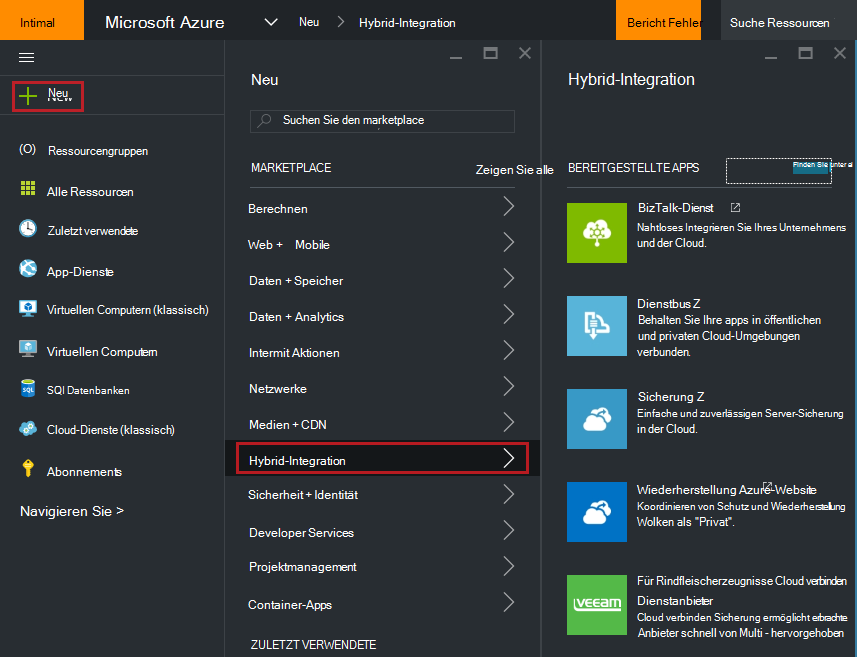 Intimal
Microsoft Azure
Neu
Hybrid-Integration
Bericht Fehler
Suche Ressourcen
Neu
Ressourcengruppen
Alle Ressourcen
Zuletzt verwendete
App-Dienste
Virtuellen Computern (klassisch)
Virtuellen Computern
SQL
SQl Datenbanken
Cloud-Dienste (klassisch)
Abonnements
Navigieren Sie >
Neu
Suchen Sie den marketplace
MARKETPLACE
Zeigen Sie alle
Berechnen
Web + Mobile
Daten + Speicher
Daten + Analytics
Intermit Aktionen
Netzwerke
Medien + CDN
Hybrid-Integration
Sicherheit + Identität
Developer Services
Projektmanagement
Container-Apps
ZULETZT VERWENDETE
Hybrid-Integration
BEREITGESTELLTE APPS
Finden Sie unter
BizTalk-Dienst
Nahtloses Integrieren Sie Ihres Unternehmens
und der Cloud.
Dienstbus Z
Behalten Sie Ihre apps in öffentlichen
und privaten Cloud-Umgebungen
verbunden.
Sicherung Z
Einfache und zuverlässigen Server-Sicherung
in der Cloud.
Wiederherstellung Azure-Website
Koordinieren von Schutz und Wiederherstellung
Wolken als "Privat".
veeam
Für Rindfleischerzeugnisse Cloud verbinden
Dienstanbieter
Cloud verbinden Sicherung ermöglicht erbrachte
Anbieter schnell von Multi - hervorgehoben